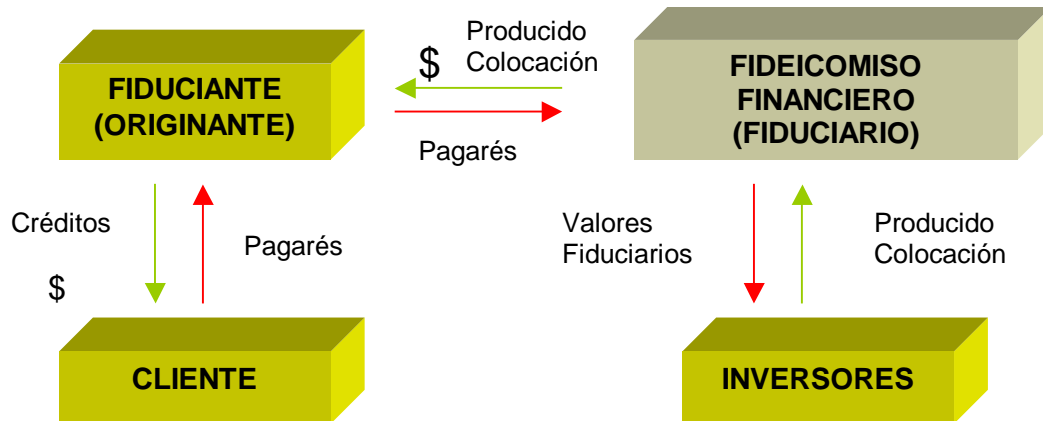 Producido
$ Colocación
FIDUCIANTE
(ORIGINANTE)
FIDEICOMISO
FINANCIERO
(FIDUCIARIO)
Pagarés
Créditos
$
Pagarés
Valores
Fiduciarios
Producido
Colocación
CLIENTE
INVERSORES